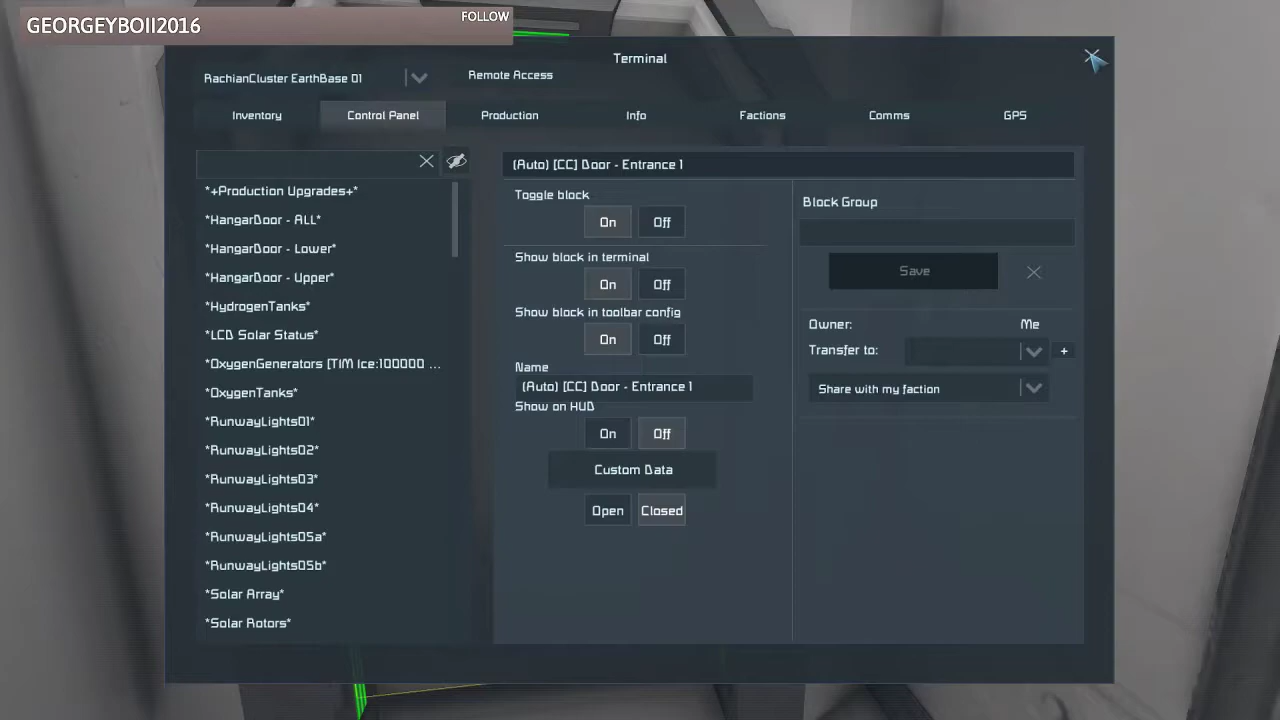 GEORGEYBOII2016
FOLLOW
Terminal
RachianCluster EarthBase 01
Remote Access
Inventory
Control Panel
Production
Info
Factions
Comms
GPS
*+Production Upgrades+*
*HangarDoor - ALL*
*HangarDoor - Lower*
*HangarDoor - Upper*
*HydrogenTanks*
*LCD Solar Status*
*OxygenGenerators [TIM Ice:100000 ...
*OxygenTanks*
*RunwayLights01*
*RunwayLights02*
*RunwayLights03*
*RunwayLights04*
*RunwayLights05a*
*RunwayLights05b*
*Solar Array*
*Solar Rotors*
(Auto) [CC] Door - Entrance 1
Toggle block
On Off
Show block in terminal
On Off
Show block in toolbar config
On Off
Name
(Auto) [CC] Door - Entrance 1
Show on HUD
On Off
Custom Data
Open Closed
Block Group
Save
Owner: Me
Transfer to:
+
Share with my faction